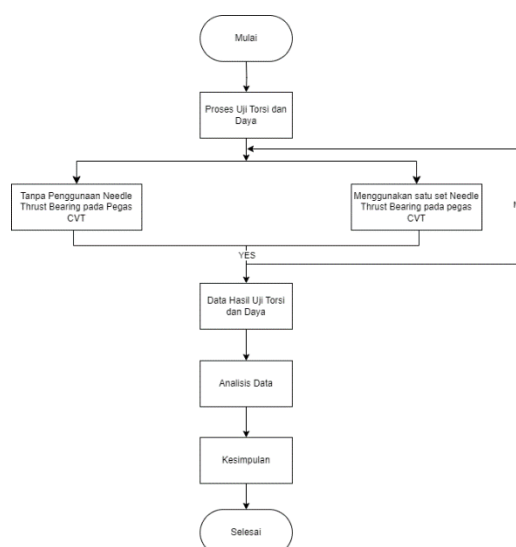 Mulai
Proses Uji Torsi dan
Daya
Tanpa Penggunaan Needle
Thrust Bearing pada Pegas
CVT
Menggunakan satu set Needle
Thrust Bearing pada pegas
CVT
YES
Data Hasil Uji Torsi
dan Daya
Analisis Data
Kesimpulan
Selesai